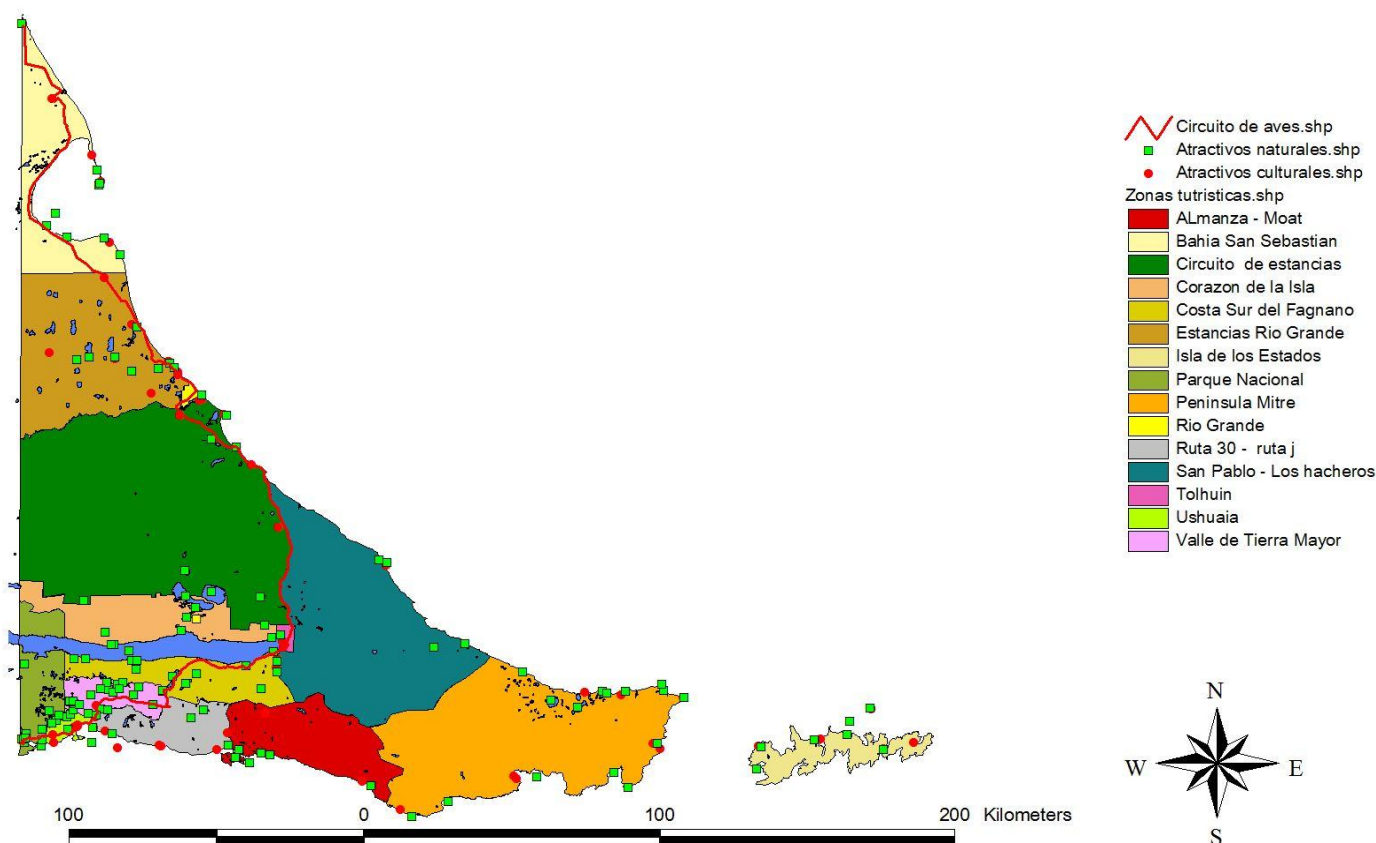 Circuito de aves.shp
Atractivos naturales.shp
Atractivos culturales.shp
Zonas tutristicas.shp
ALmanza - Moat
Bahia San Sebastian
Circuito de estancias
Corazon de la Isla
Costa Sur del Fagnano
Estancias Rio Grande
Isla de los Estados
Parque Nacional
Peninsula Mitre
Rio Grande
Ruta 30 - ruta j
San Pablo - Los hacheros
Tolhuin
Ushuaia
Valle de Tierra Mayor
N
W E
S
100 0 100 200 Kilometers